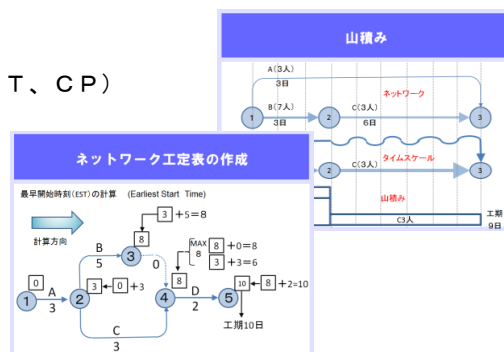 T、CP)
山積み
A(3人)
3日
ネットワーク
B(7人)
C(3人)
1
2
3
3日
6日
タイムスケール
C(3人)
2
3
山積み
C3人
工期
9日
ネットワーク工定表の作成
最早開始時刻(EST)の計算 (Earliest Start Time)
計算方向
3 +5=8
8
B
5
3
0
MAX
8
8 +0=8
3 +3=6
8
0
1
A
3
2
3
0 +3
4
D
2
5
10
8 +2=10
工期10日
C
3